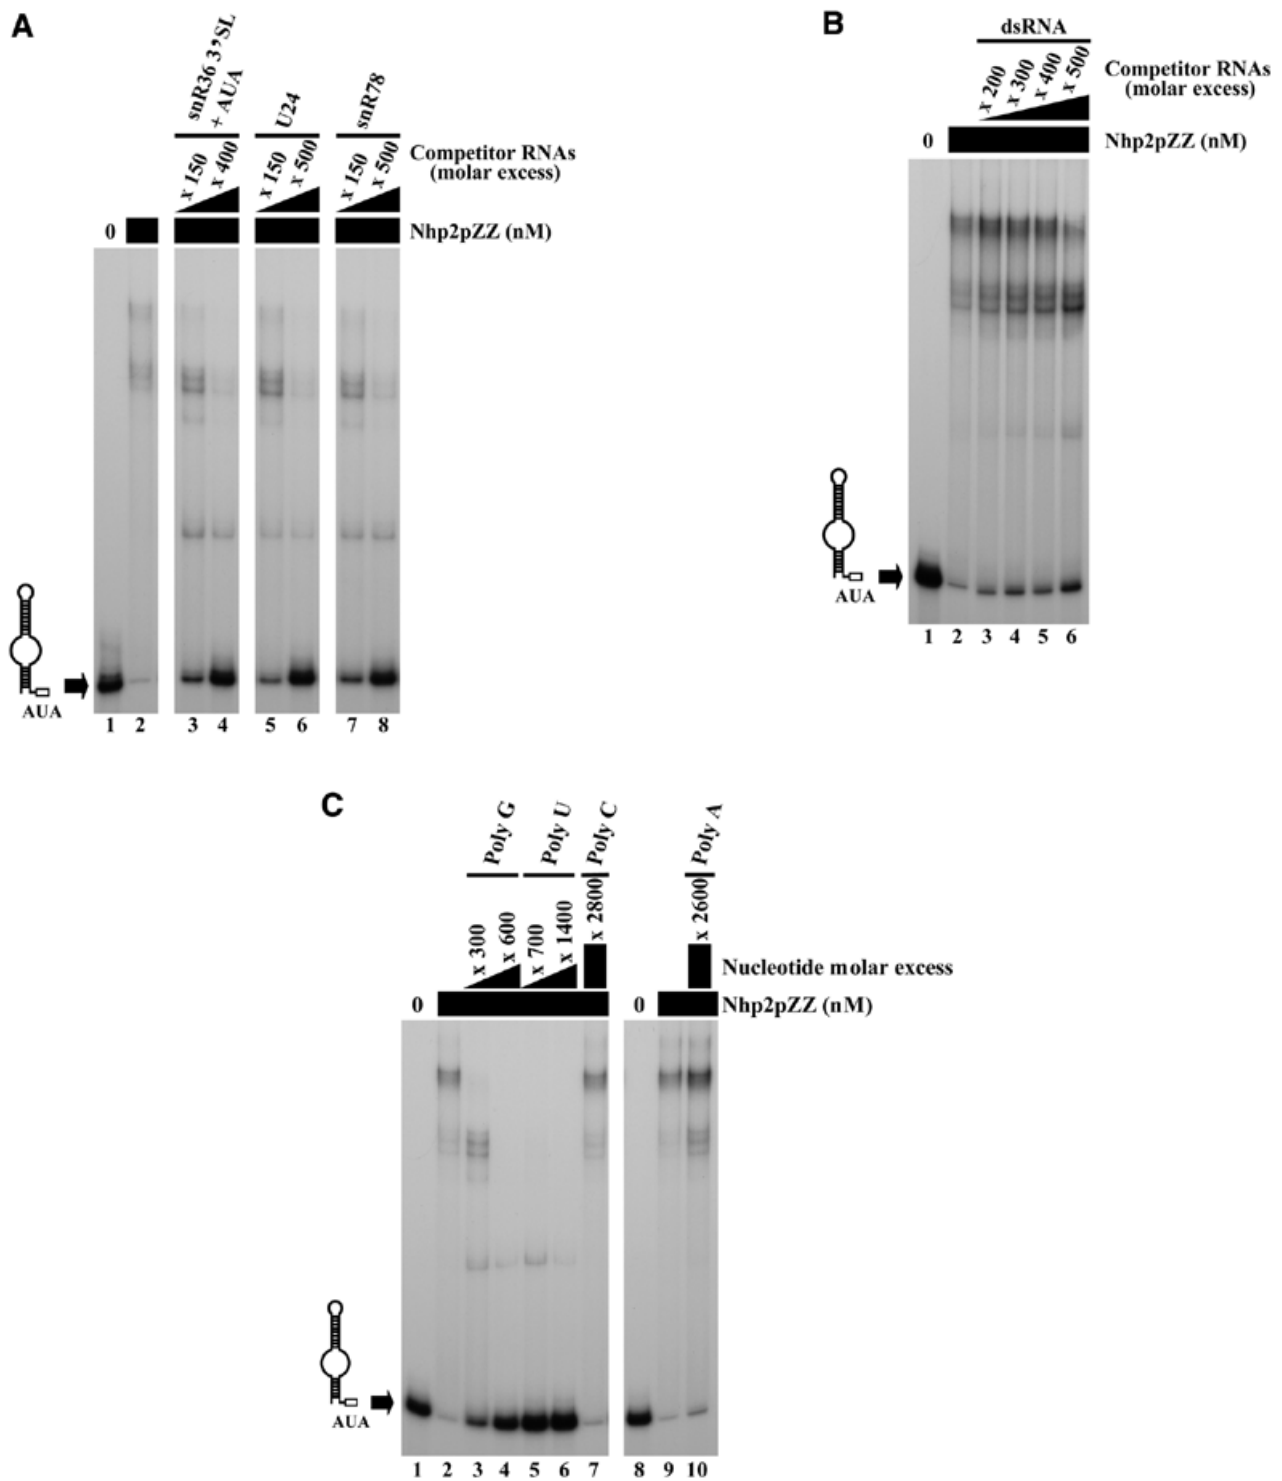 A
snR36 3’SL
+ AUA
U24
snR78
x 150
x 400
x 150
x 500
x 150
x 500
Competitor RNAs
(molar excess)
0
Nhp2pZZ (nM)
AUA
1 2 3 4 5 6 7 8
B
dsRNA
x 200
x 300
x 400
x 500
Competitor RNAs
(molar excess)
0
Nhp2pZZ (nM)
AUA
1 2 3 4 5 6
C
Poly G
Poly U
Poly C
Poly A
x 300
x 600
x 700
x 1400
x 2800
x 2600
Nucleotide molar excess
0
0
Nhp2pZZ (nM)
AUA
1 2 3 4 5 6 7 8 9 10